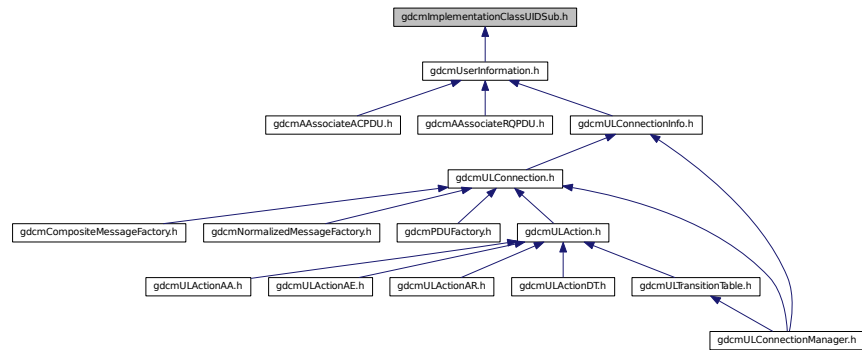 gdcmImplementationClassUIDSub.h
gdcmUserInformation.h
gdcmAAssociateACPDU.h
gdcmAAssociateRQPDU.h
gdcmULConnectionInfo.h
gdcmULConnection.h
gdcmCompositeMessageFactory.h
gdcmNormalizedMessageFactory.h
gdcmPDUFactory.h
gdcmULAction.h
gdcmULActionAA.h
gdcmULActionAE.h
gdcmULActionAR.h
gdcmULActionDT.h
gdcmULTransitionTable.h
gdcmULConnectionManager.h